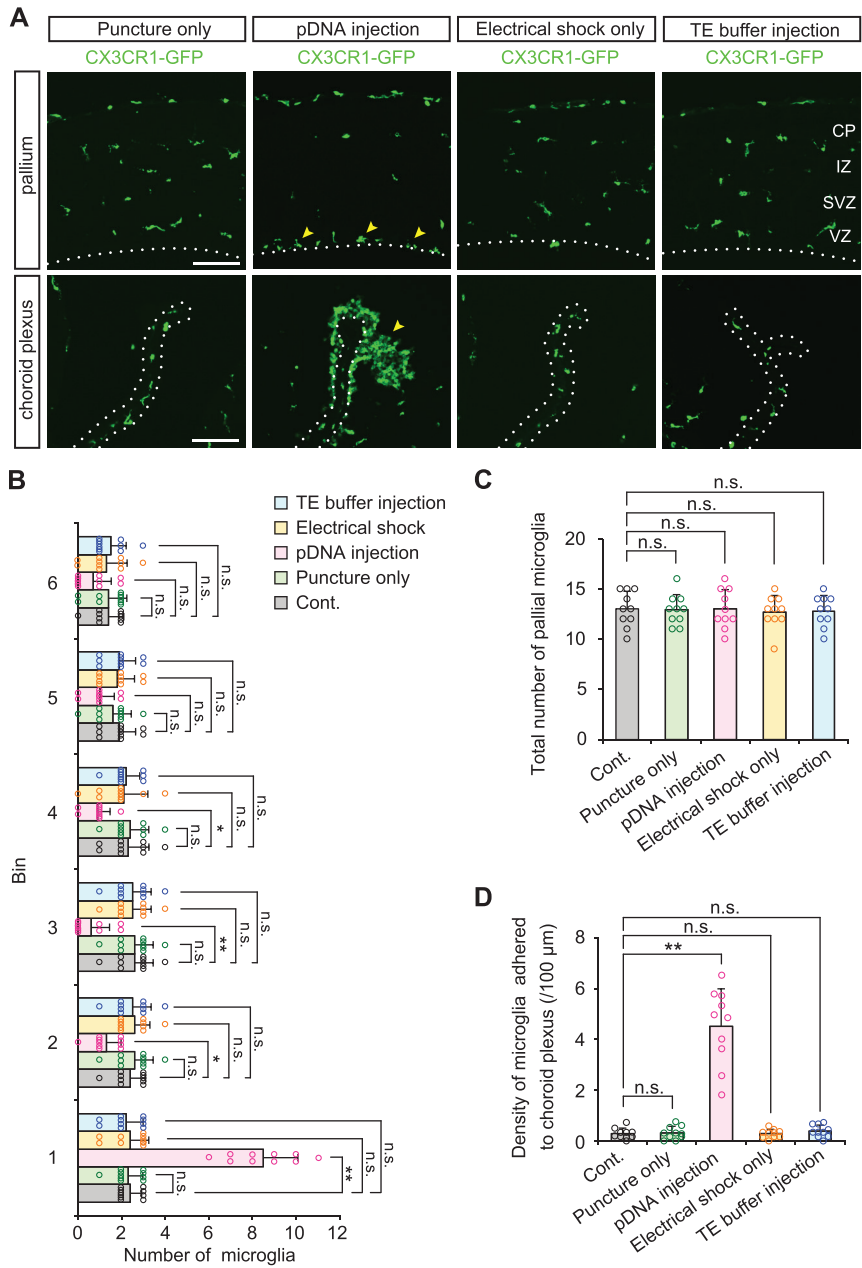 A
Puncture only
pDNA injection
Electrical shock only
TE buffer injection
CX3CR1-GFP
CX3CR1-GFP
CX3CR1-GFP
CX3CR1-GFP
pallium
CP
IZ
SVZ
VZ
choroid plexus
B
TE buffer injection
Electrical shock
pDNA injection
Puncture only
Cont.
Bin
6
n.s.
n.s.
n.s.
n.s.
5
n.s.
n.s.
n.s.
n.s.
4
n.s.
*
n.s.
n.s.
3
n.s.
**
n.s.
n.s.
2
n.s.
*
n.s.
n.s.
1
n.s.
**
n.s.
n.s.
0 2 4 6 8 10 12
Number of microglia
C
n.s.
n.s.
n.s.
n.s.
Total number of pallial microglia
20
15
10
5
0
Cont.
Puncture only
pDNA injection
Electrical shock only
TE buffer injection
D
n.s.
n.s.
**
n.s.
Density of microglia adhered
to choroid plexus (/100 µm)
8
6
4
2
0
Cont.
Puncture only
pDNA injection
Electrical shock only
TE buffer injection